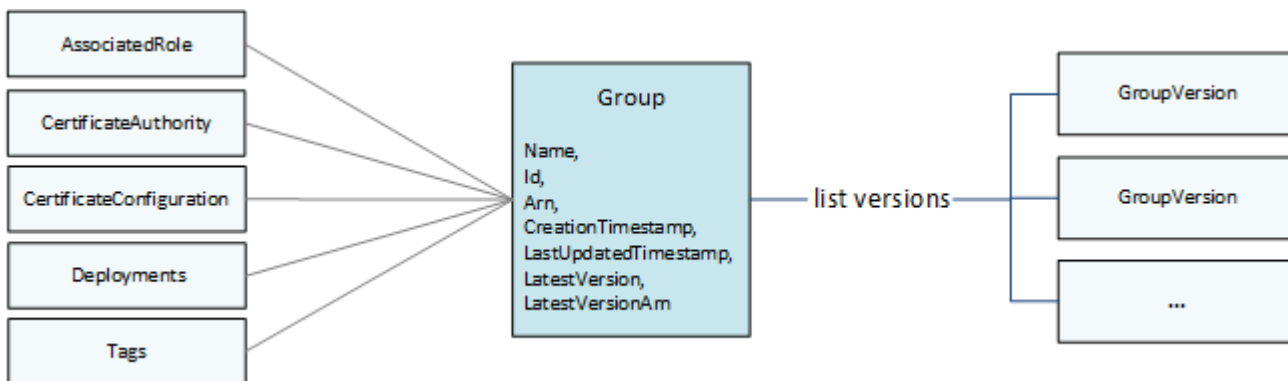 AssociatedRole
CertificateAuthority
CertificateConfiguration
Deployments
Tags
Group
Name,
Id,
Arn,
CreationTimestamp,
LastUpdatedTimestamp,
LatestVersion,
LatestVersionArn
list versions
GroupVersion
GroupVersion
...